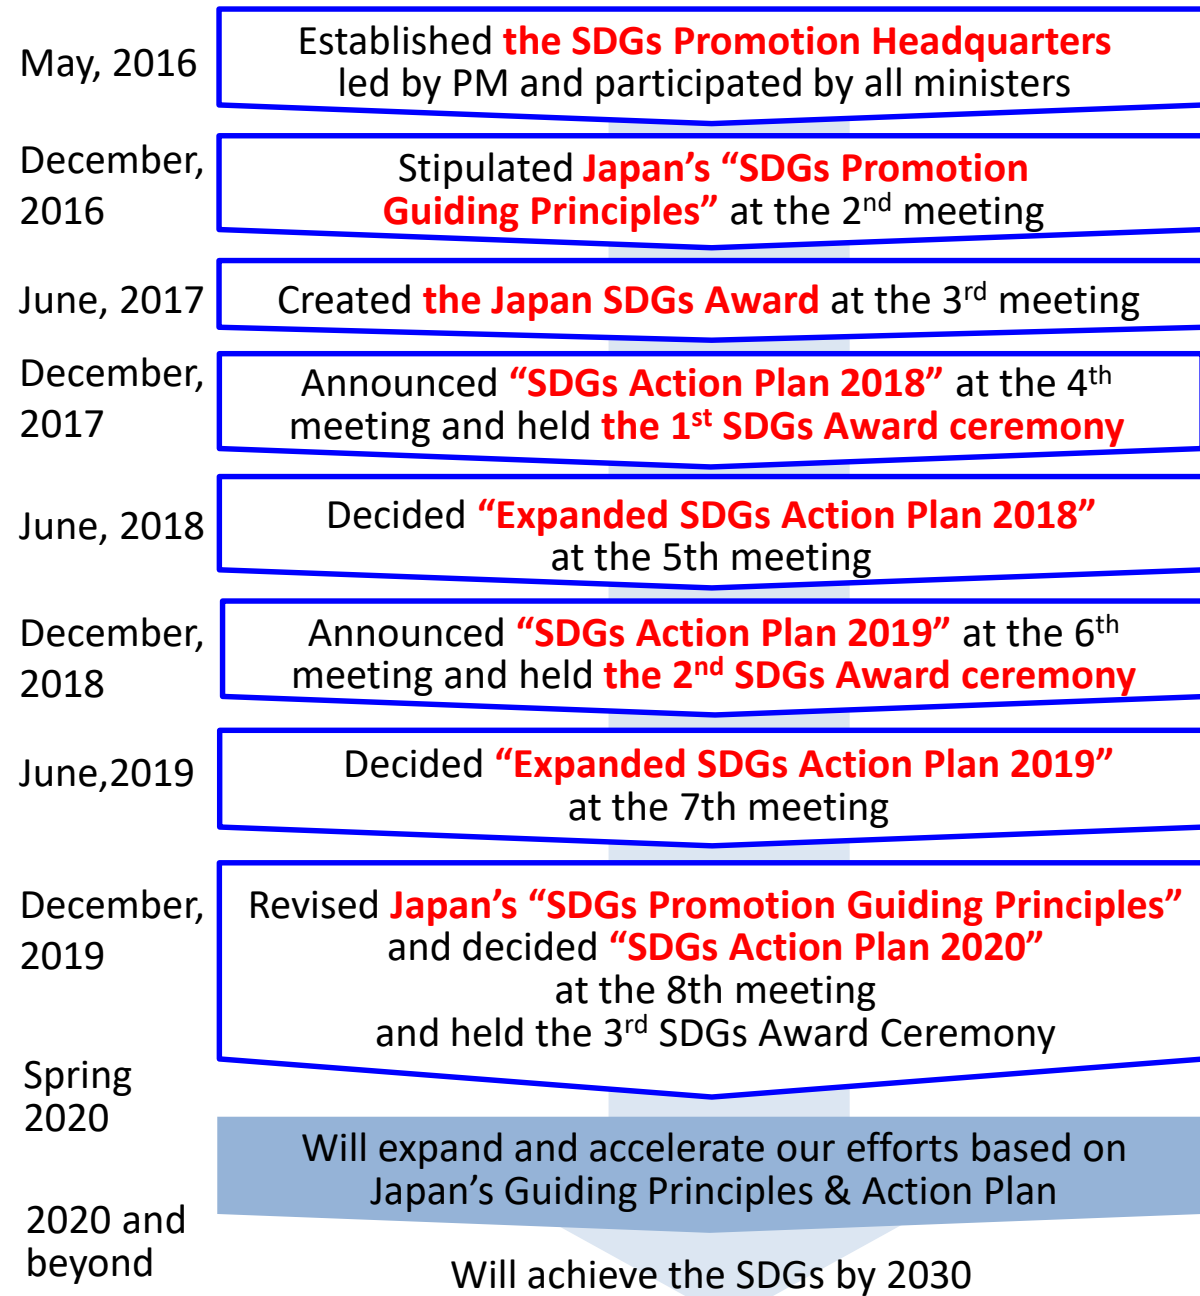 May, 2016
Established the SDGs Promotion Headquarters
led by PM and participated by all ministers
December,
2016
Stipulated Japan’s “SDGs Promotion
Guiding Principles” at the 2nd meeting
June, 2017
Created the Japan SDGs Award at the 3rd meeting
December,
2017
Announced “SDGs Action Plan 2018” at the 4th
meeting and held the 1st SDGs Award ceremony
June, 2018
Decided “Expanded SDGs Action Plan 2018”
at the 5th meeting
December,
2018
Announced “SDGs Action Plan 2019” at the 6th
meeting and held the 2nd SDGs Award ceremony
June,2019
Decided “Expanded SDGs Action Plan 2019”
at the 7th meeting
December,
2019
Revised Japan’s “SDGs Promotion Guiding Principles”
and decided “SDGs Action Plan 2020”
at the 8th meeting
and held the 3rd SDGs Award Ceremony
Spring
2020
Will expand and accelerate our efforts based on
Japan’s Guiding Principles & Action Plan
2020 and
beyond
Will achieve the SDGs by 2030